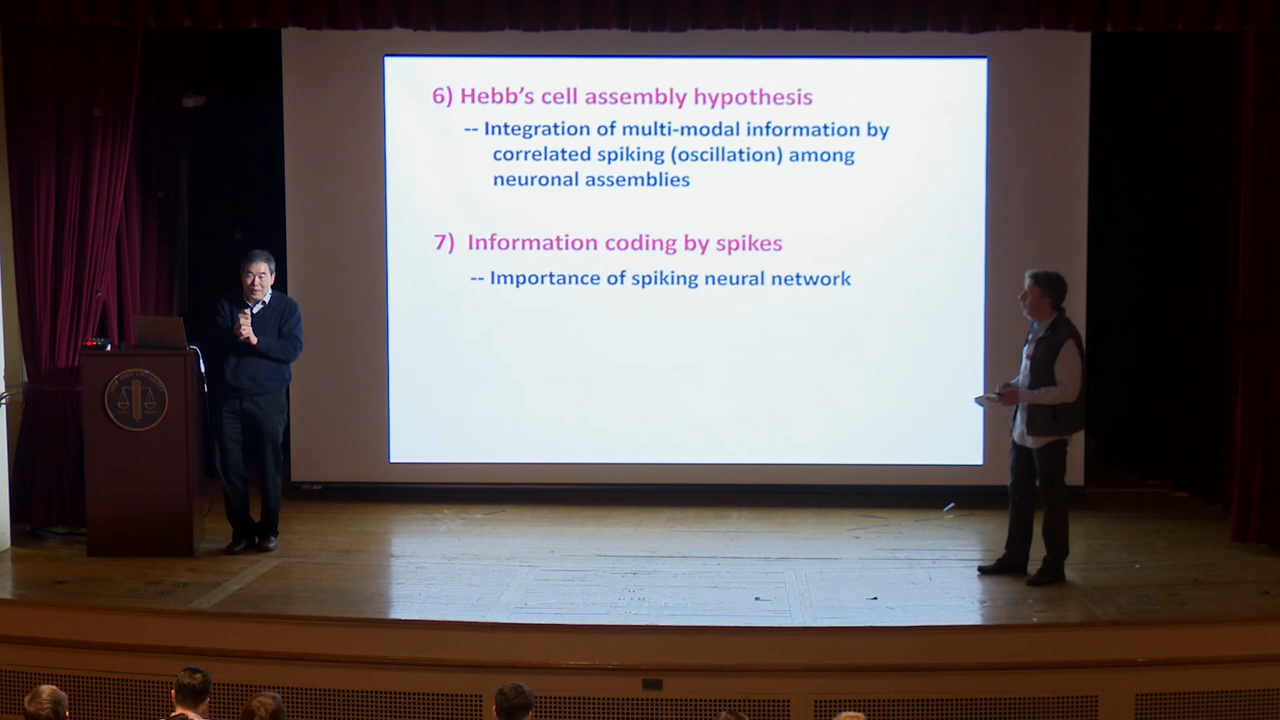 6) Hebb's cell assembly hypothesis
-- Integration of multi-modal information by
correlated spiking (oscillation) among
neuronal assemblies
7) Information coding by spikes
-- Importance of spiking neural network